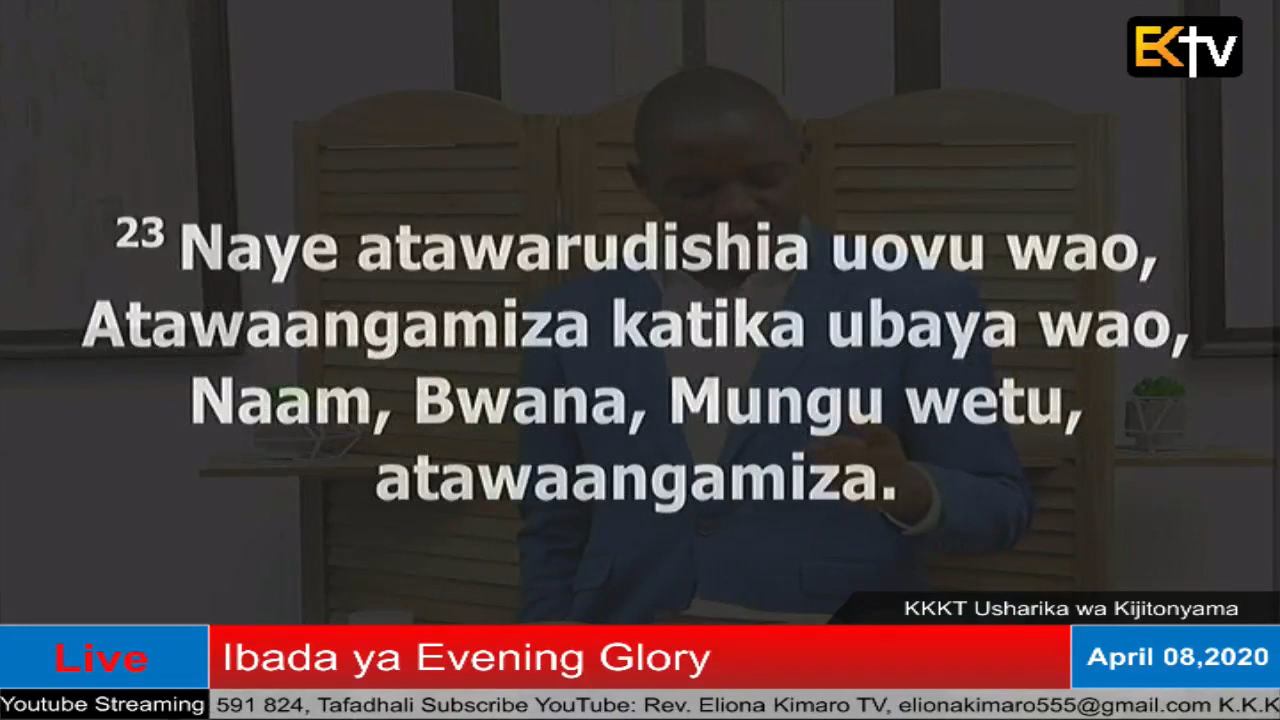 EKTV
23 Naye atawarudishia uovu wao,
Atawaangamiza katika ubaya wao,
Naam, Bwana, Mungu wetu,
atawaangamiza.
KKKT Usharika wa Kijitonyama
Live
Ibada ya Evening Glory
April 08,2020
Youtube Streaming
591 824, Tafadhali Subscribe YouTube: Rev. Eliona Kimaro TV, elionakimaro555@gmail.com K.K.K